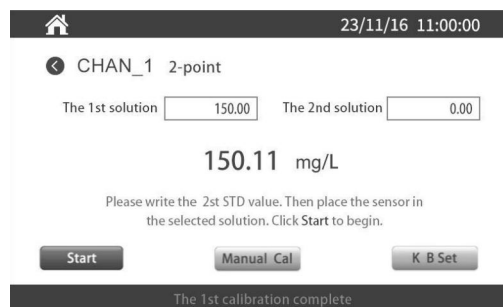 23/11/16 11:00:00
CHAN_1 2-point
The 1st solution 150.00 The 2nd solution 0.00
150.11 mg/L
Please write the 2st STD value. Then place the sensor in
the selected solution. Click Start to begin.
Start Manual Cal K B Set
The 1st calibration complete